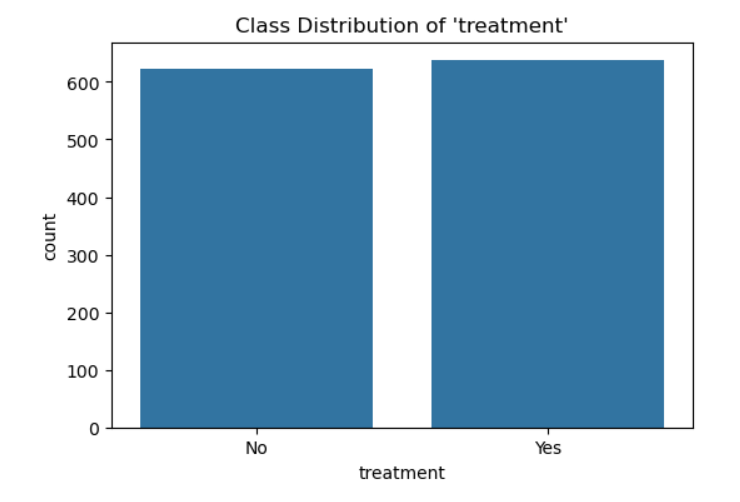 Class Distribution of 'treatment'
600
500
400
300
200
100
0
count
No Yes
treatment